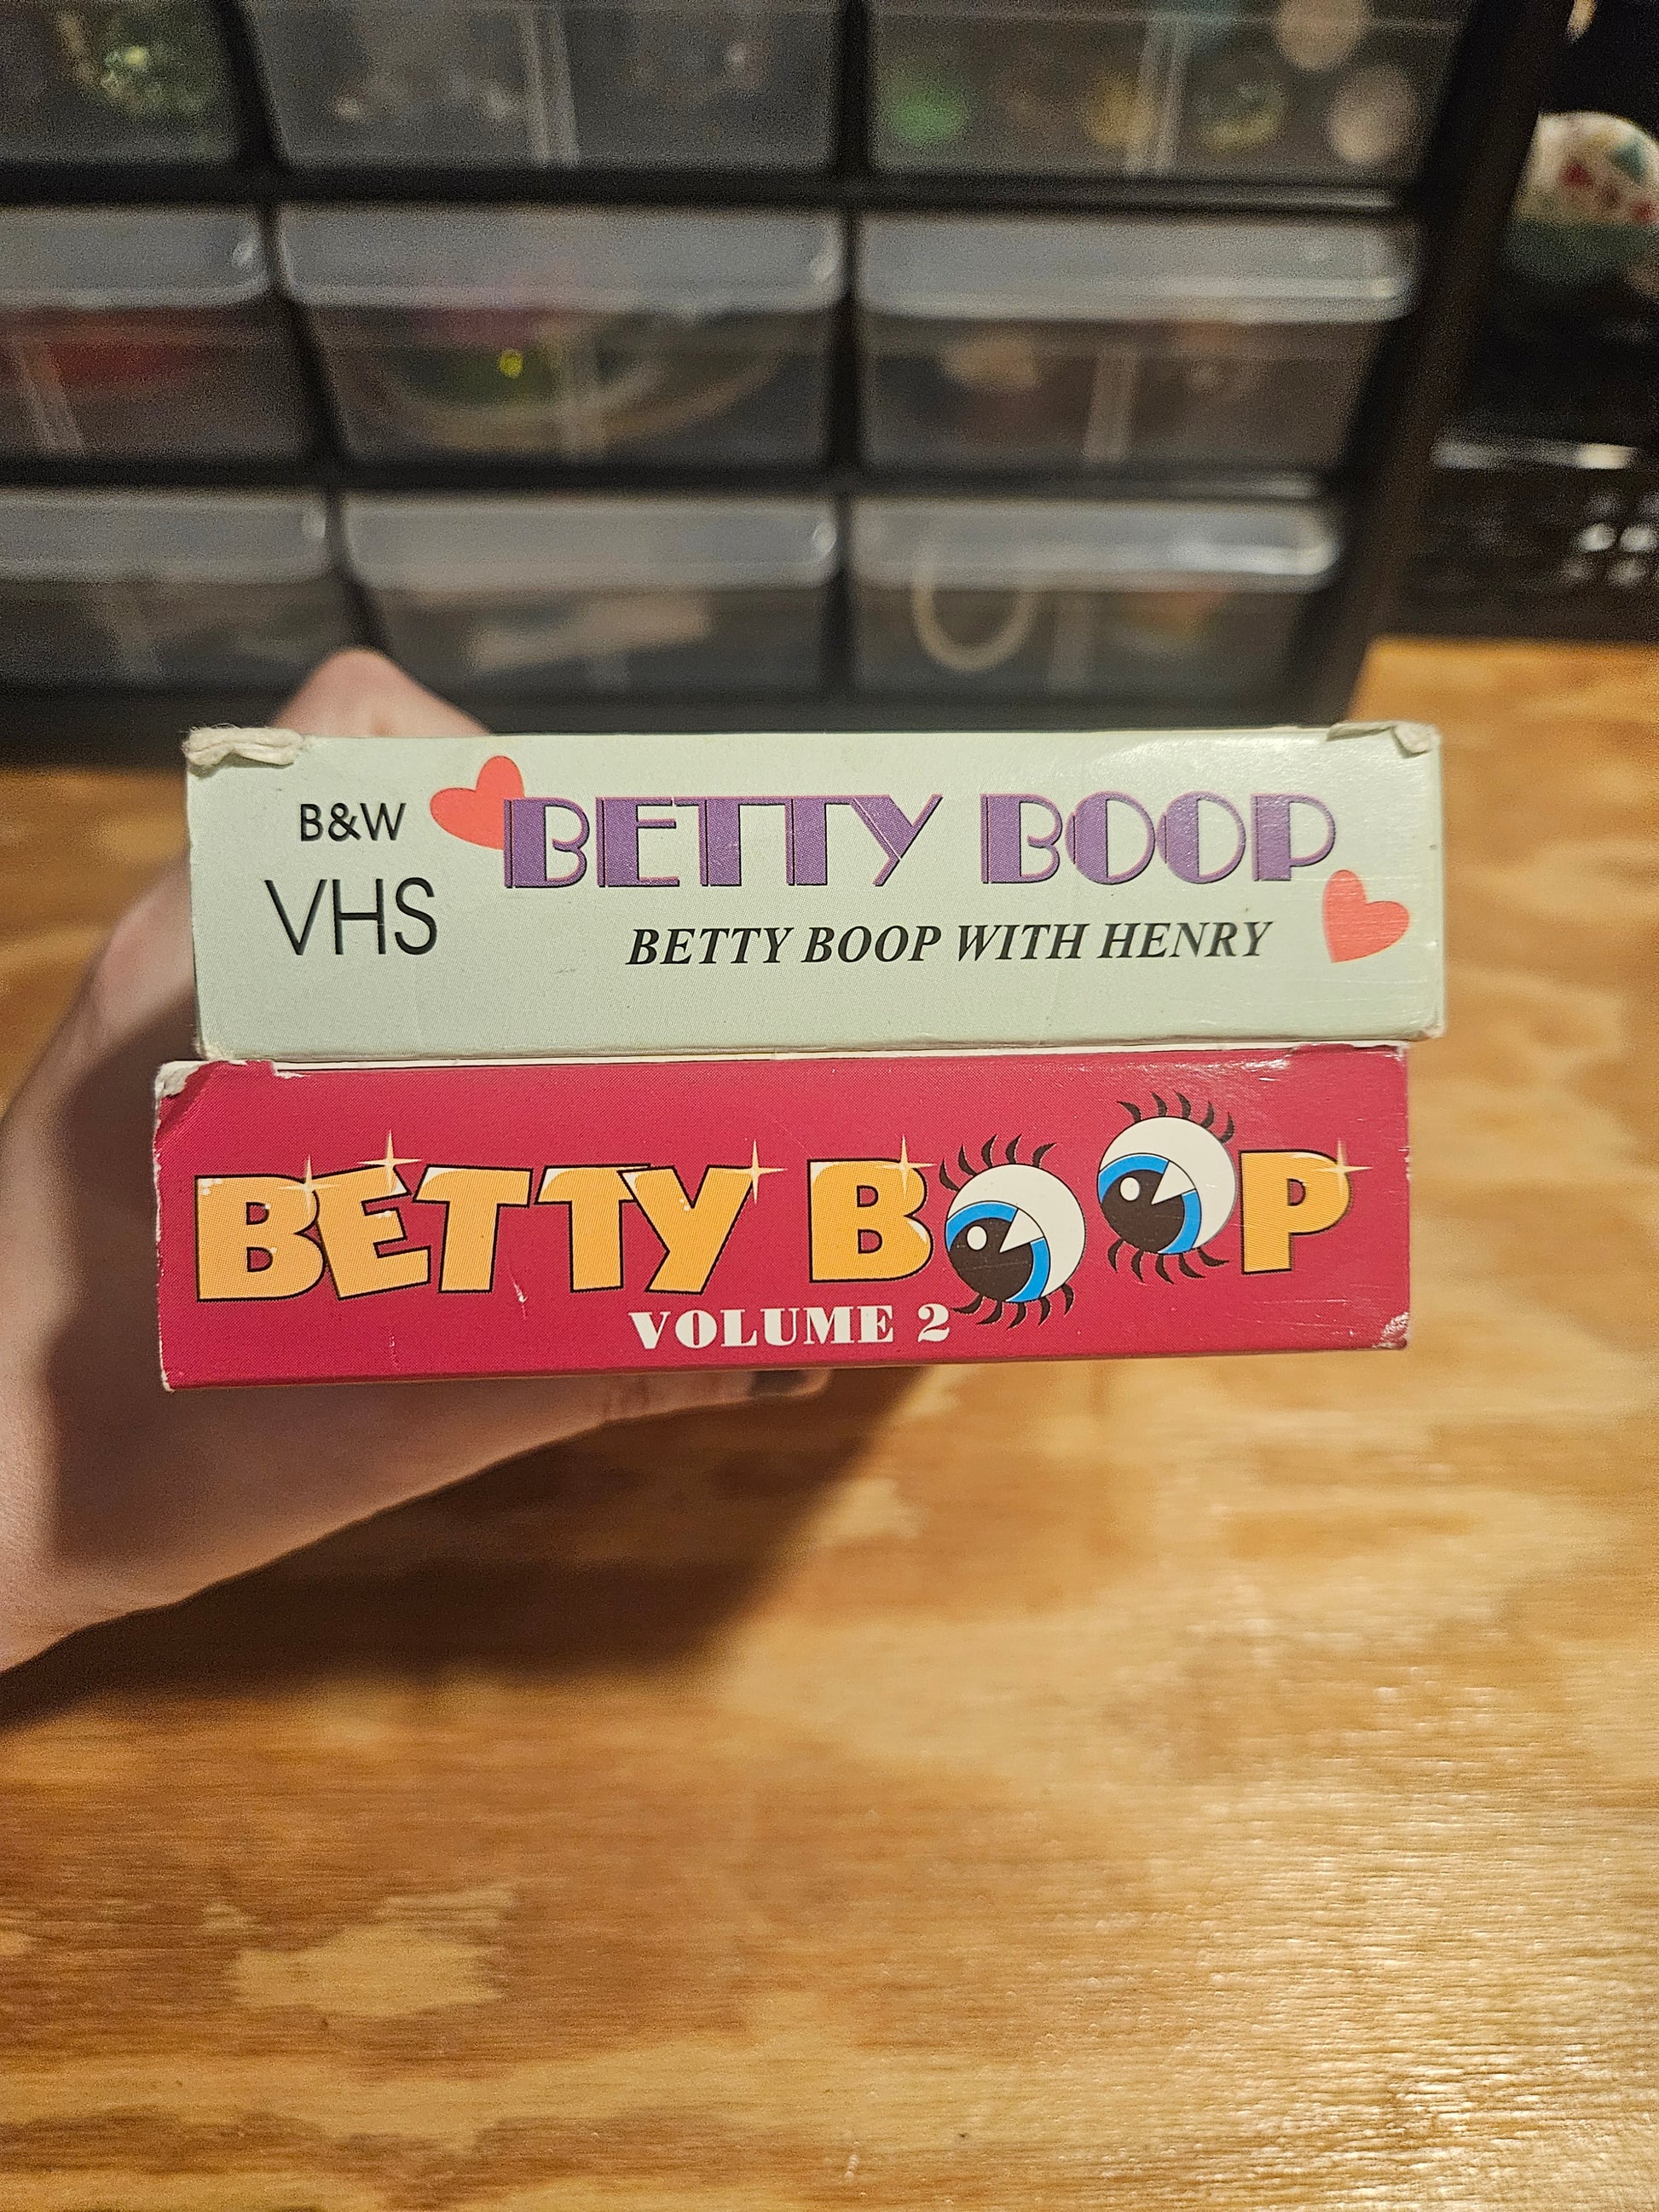 B&W
VHS
BETTY BOOP
BETTY BOOP WITH HENRY
BETTY BOOP
VOLUME 2